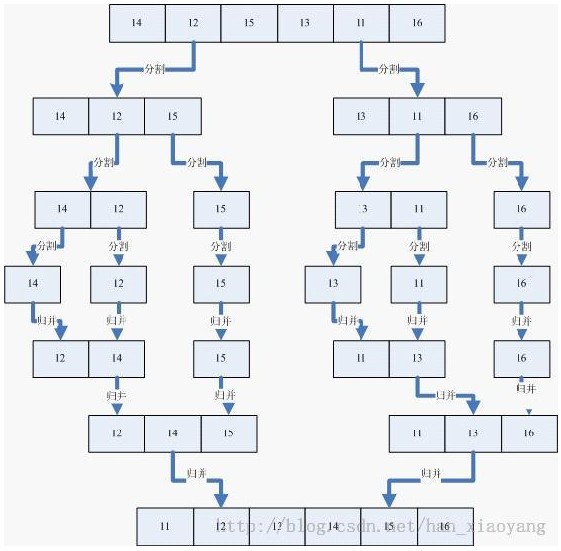 14 12 15 13 11 16
分割 分割
14 12 15 13 11 16
分割 分割 分割 分割
14 12 15 13 11 16
分割 分割 分割 分割 分割 分割
14 12 15 13 11 16
归并 归并 归并 归并 归并 归并
12 14 15 11 13 16
归并 归并 归并 归并
12 14 15 11 13 16
归并 归并
11 12 13 14 15 16
http://blog.csdn.net/han_xiaoyang